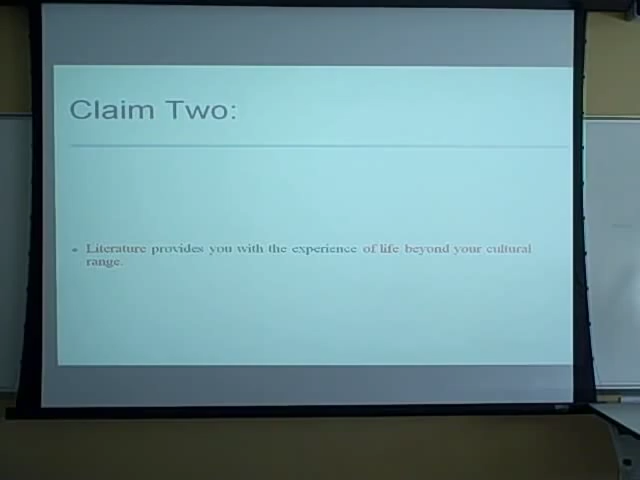 Claim Two:
Literature provides you with the experience of life beyond your cultural
range.